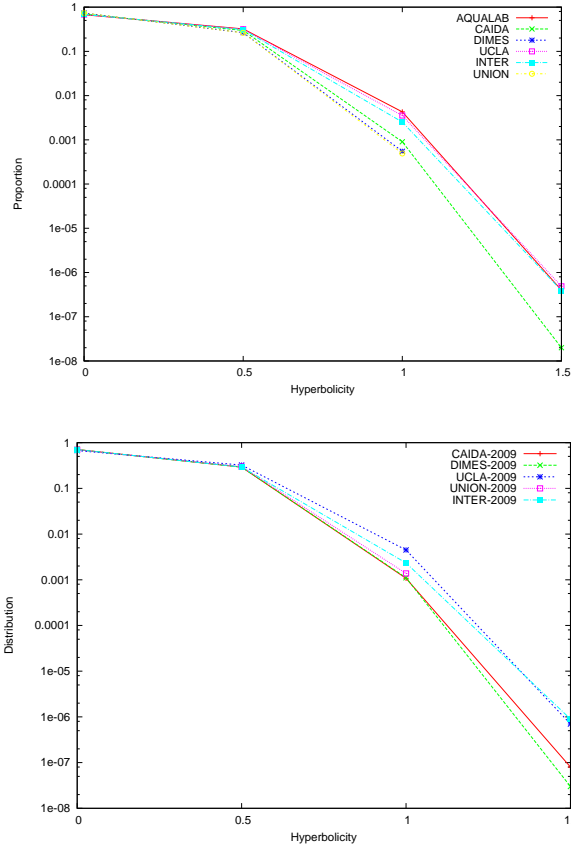 1
0.1
0.01
0.001
0.0001
1e-05
1e-06
1e-07
1e-08
Proportion
0
0.5
1
1.5
Hyperbolicity
AQUALAB
CAIDA
DIMES
UCLA
INTER
UNION
1
0.1
0.01
0.001
0.0001
1e-05
1e-06
1e-07
1e-08
Distribution
0
0.5
1
1
Hyperbolicity
CAIDA-2009
DIMES-2009
UCLA-2009
UNION-2009
INTER-2009